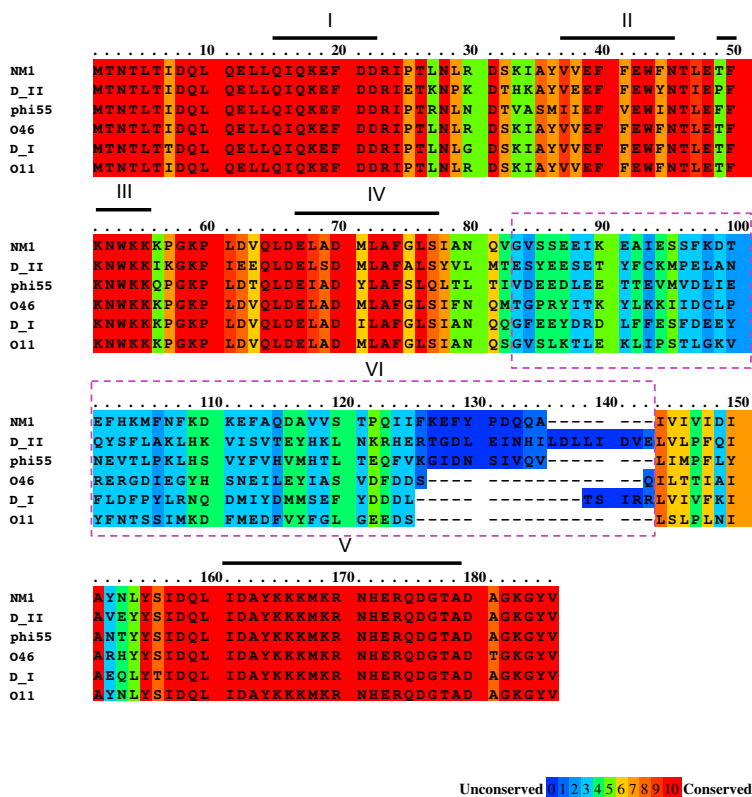 I II
. . . . . . . . 10 . . . . . . . . 20 . . . . . . . . 30 . . . . . . . . 40 . . . . . . . . 50
NM1 MTNTLTIDQL QELLQIQKEF DDRIPTLNLR DSKIAYVVEF FEWFNTLETF
D_II MTNTLTIDQL QELLQIQKEF DDRIETKNPK DTHKAYVEEF FEWYNTIEPF
phi55 MTNTLTIDQL QELLQIQKEF DDRIPTRNLN DTVASMIIEF VEWINTLEFF
O46 MTNTLTTDQL QELLQIQKEF DDRIPTLNLR DSKIAYVVEF FEWFNTLETF
D_I MTNTLTIDQL QELLQIQKEF DDRIPTLNLG DSKIAYVVEF FEWFNTLETF
O11 MTNTLTIDQL QELLQIQKEF DDRIPTLNLR DSKIAYVVEF FEWFNTLETF
III IV
. . . . . . . . 60 . . . . . . . . 70 . . . . . . . . 80 . . . . . . . . 90 . . . . . . . . 100
NM1 KNWKKKPGKP LDVQLDELAD MLAFGLSIAN QVGVSSEEIK EAIESSFKDT
D_II KNWKKIKGKP IEEQLDELSD MLAFALSYVL MTESYEESET YFCKMPELAN
phi55 KNWKKQPGKP LDTQLDEIAD YLAFSLQLTL TIVDEEDLEE TTEVMVDLIE
O46 KNWKKKPGKP LDVQLDELAD MLAFGLSIFN QMTGPRYITK YLKKIIDCLP
D_I KNWKKKPGKP LDVQLDELAD ILAFGLSIAN QQGFEEYDRD LFFESFDEEY
O11 KNWKKKPGKP LDVQLDELAD MLAFGLSIAN QSGVSLKTLE KLIPSTLGKV
VI
. . . . . . . . 110 . . . . . . . . 120 . . . . . . . . 130 . . . . . . . . 140 . . . . . . . . 150
NM1 EFHKMFNFKD KEFAQDAVVS TPQIIFKEFY PDQQA----- ---IVIVIDI
D_II QYSFLAKLHK VISVTEYHKL NKRHERTGDL EINHILDLLI DVELVLPFQI
phi55 NEVTLPKLHS VYFVHVMHTL TEQFVKGIDN SIVQV----- ---LIMPFLY
O46 RERGDIEGYH SNEILEYIAS VDFDDS---- ---------- --QILTTIAI
D_I FLDFPYLRNQ DMIYDMMSEF YDDDL----- -------TSI RRLVIVFKI
O11 YFNTSSIMKD FMEDFVYFGL GEEDS----- ---------- ---LSLPLNI
V
. . . . . . . . 160 . . . . . . . . 170 . . . . . . . . 180 . . . . . .
NM1 AYNLYSIDQL IDAYKKKMKR NHERQDGTAD AGKGYV
D_II AVEYYSIDQL IDAYKKKMKR NHERQDGTAD AGKGYV
phi55 ANTYYSIDQL IDAYKKKMKR NHERQDGTAD AGKGYV
O46 ARHYYSIDQL IDAYKKKMKR NHERQDGTAD TGKGYV
D_I AEQLYTIDQL IDAYKKKMKR NHERQDGTAD AGKGYV
O11 AYNLYSIDQL IDAYKKKMKR NHERQDGTAD AGKGYV
Unconserved 0 1 2 3 4 5 6 7 8 9 10 Conserved